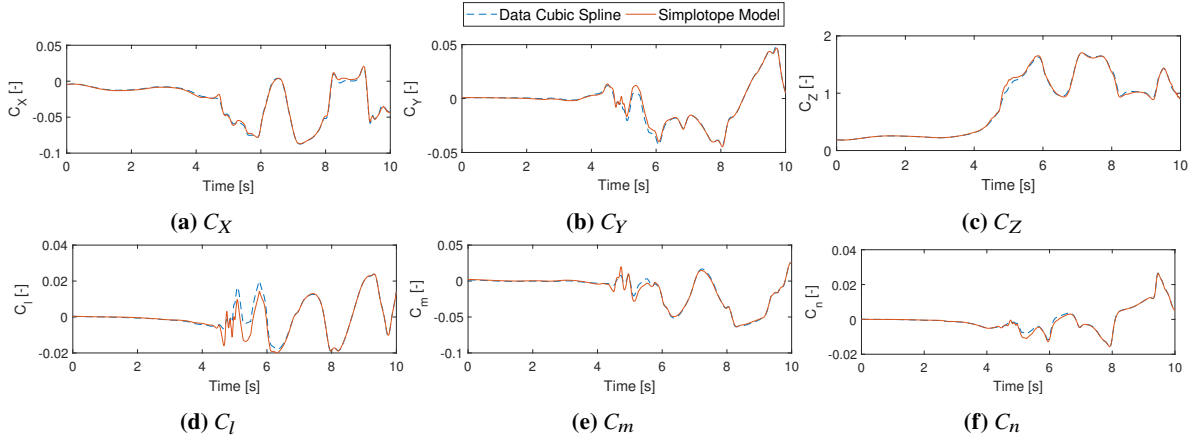 Data Cubic Spline Simplotope Model
0.05
0
-0.05
-0.1
C_X [-]
0 2 4 6 8 10
Time [s]
(a) C_X
0.05
0
-0.05
C_Y [-]
0 2 4 6 8 10
Time [s]
(b) C_Y
2
1
0
C_Z [-]
0 2 4 6 8 10
Time [s]
(c) C_Z
0.04
0.02
0
-0.02
C_l [-]
0 2 4 6 8 10
Time [s]
(d) C_l
0.05
0
-0.05
-0.1
C_m [-]
0 2 4 6 8 10
Time [s]
(e) C_m
0.04
0.02
0
-0.02
C_n [-]
0 2 4 6 8 10
Time [s]
(f) C_n